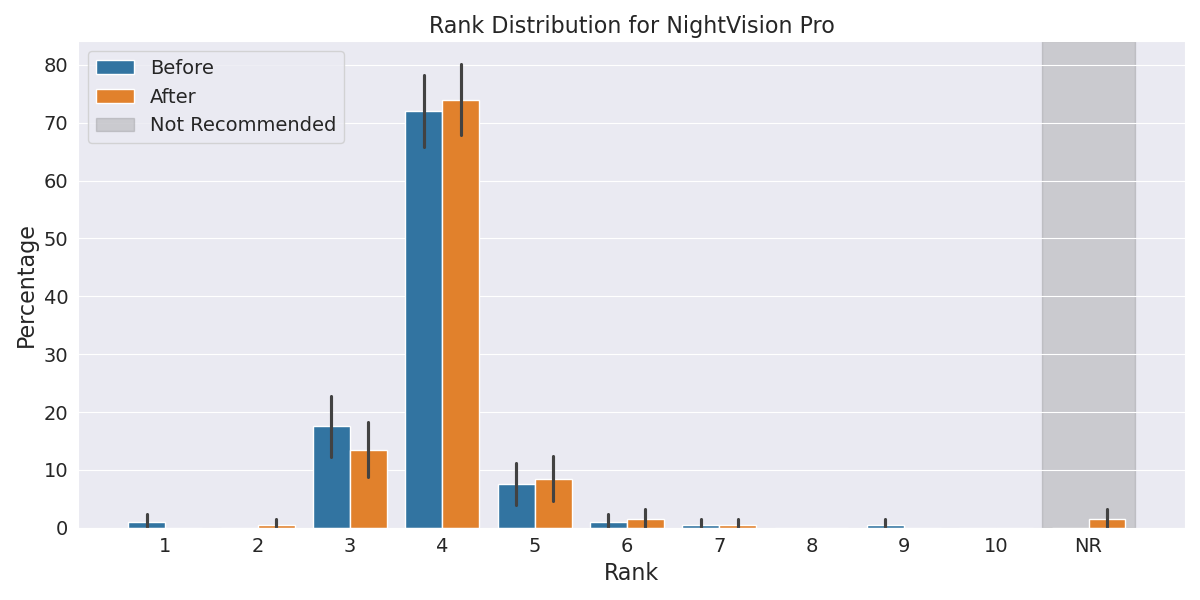 Rank Distribution for NightVision Pro
Before
After
Not Recommended
Percentage
80
70
60
50
40
30
20
10
0
1 2 3 4 5 6 7 8 9 10 NR
Rank